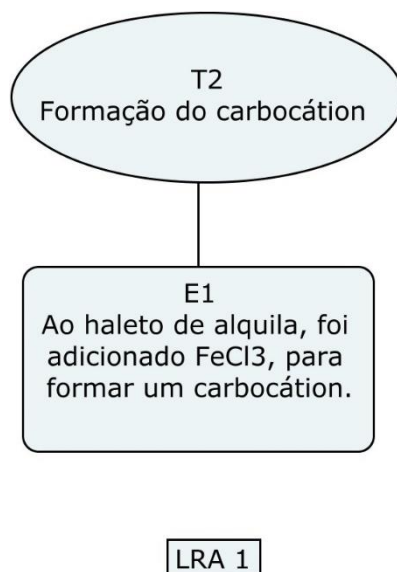 T2
Formação do carbocátion
E1
Ao haleto de alquila, foi
adicionado FeCl3, para
formar um carbocátion.
LRA 1